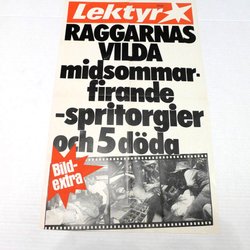 Lektyr
RAGGARNAS
VILDA
midsommar-
firande
-spritorgier
och 5 döda
Bild-
extra